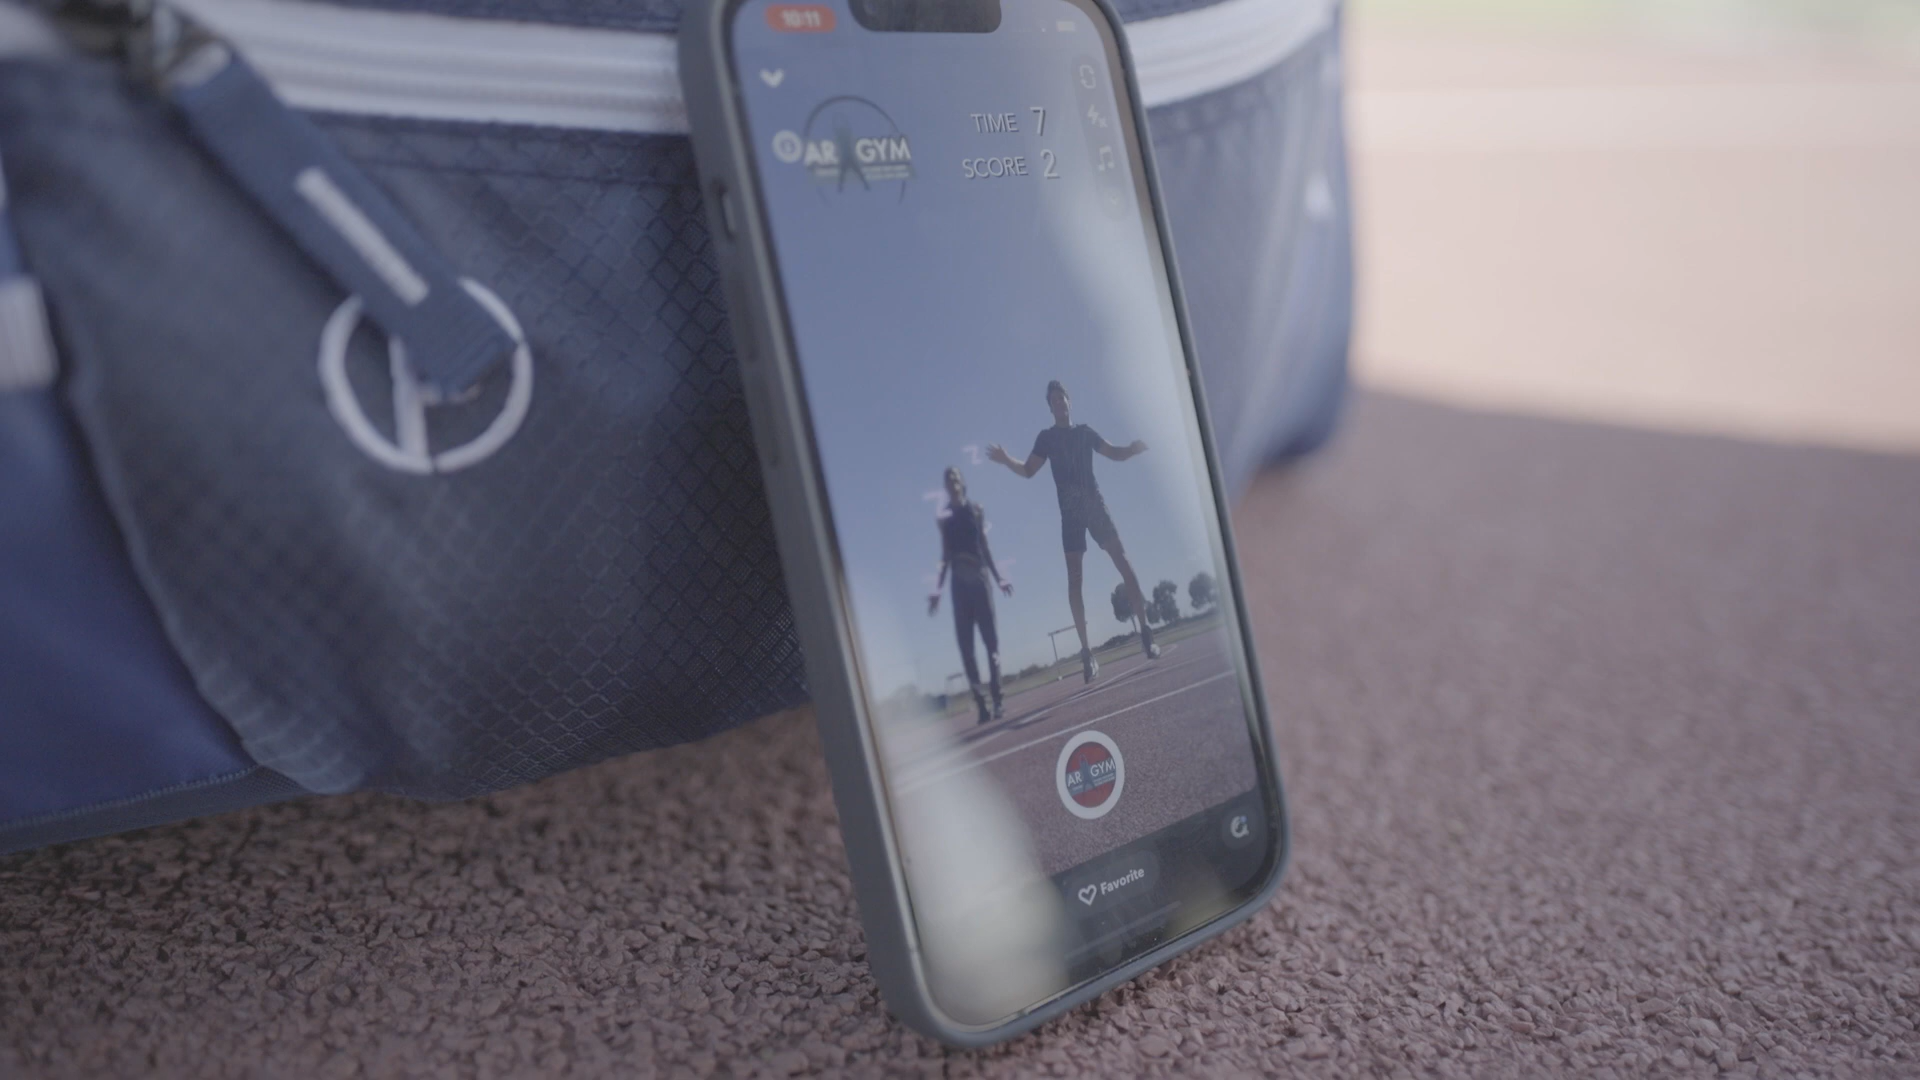 10:11
TIME 7
AR GYM
SCORE 2
AR GYM
Favorite